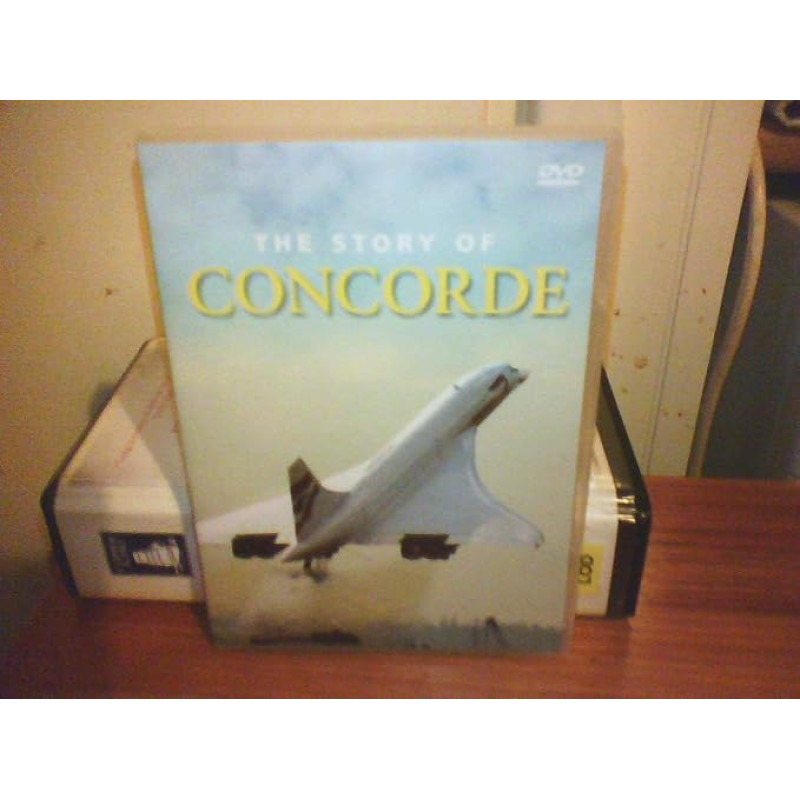 DVD
THE STORY OF
CONCORDE